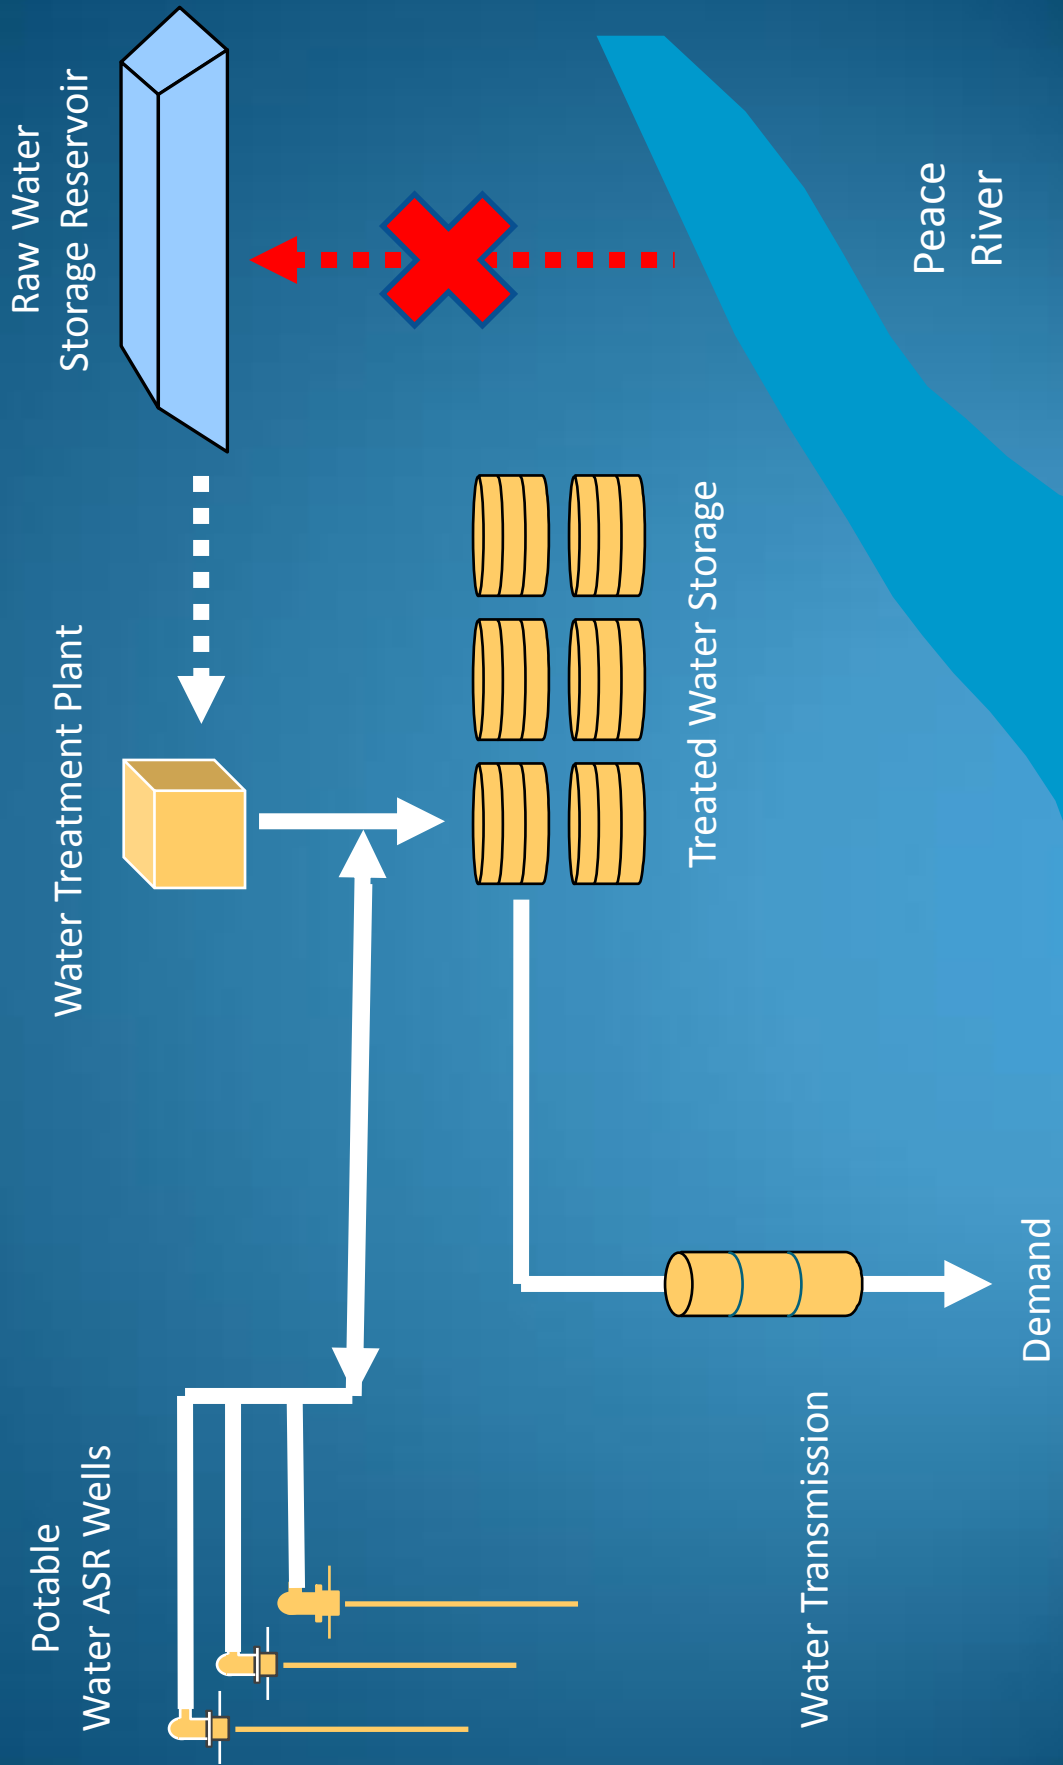 Raw Water
Storage Reservoir
Water Treatment Plant
Potable
Water ASR Wells
Treated Water Storage
Peace
River
Water Transmission
Demand